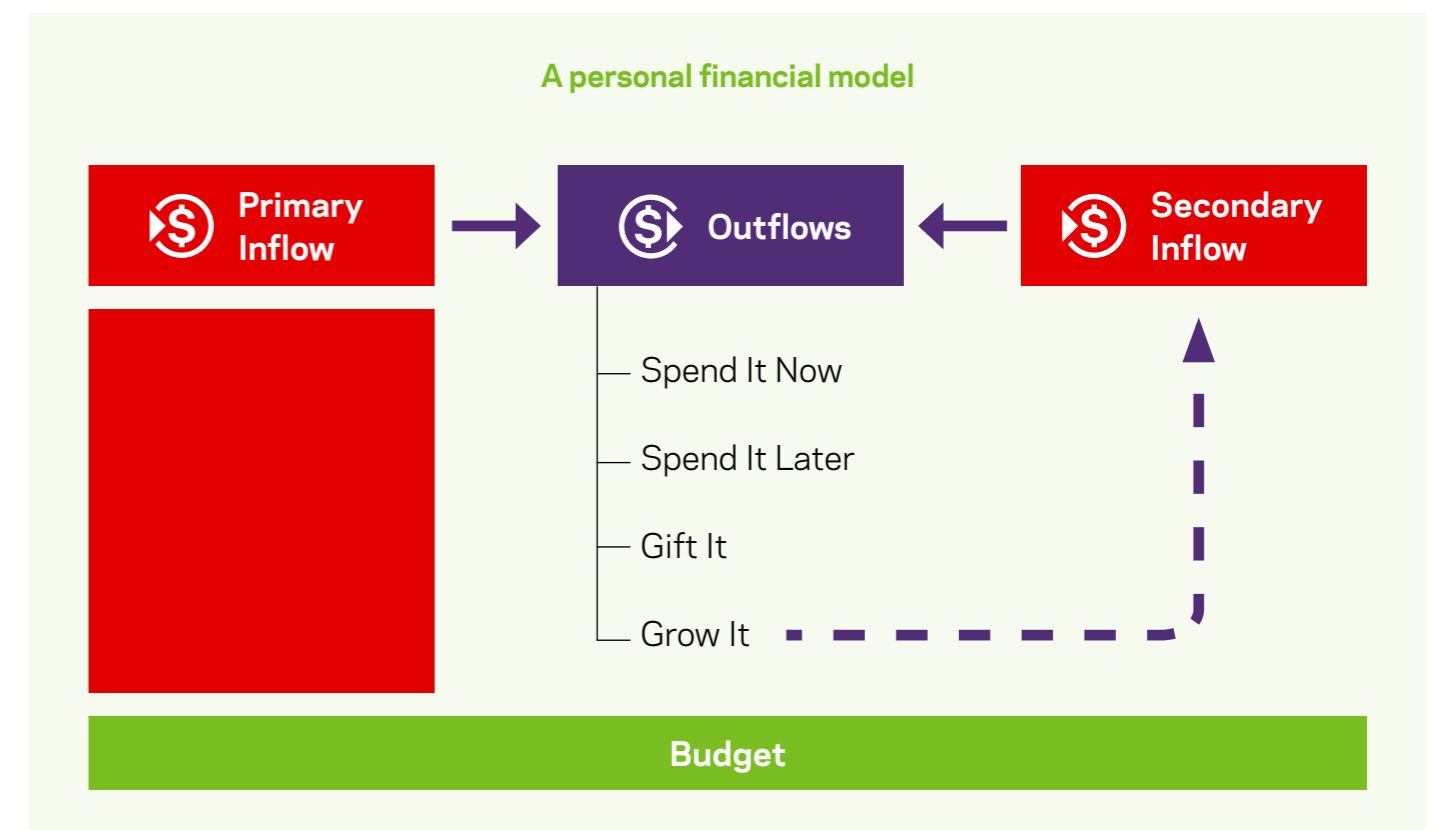 A personal financial model
Primary
Inflow
Outflows
Secondary
Inflow
Spend It Now
Spend It Later
Gift It
Grow It
Budget